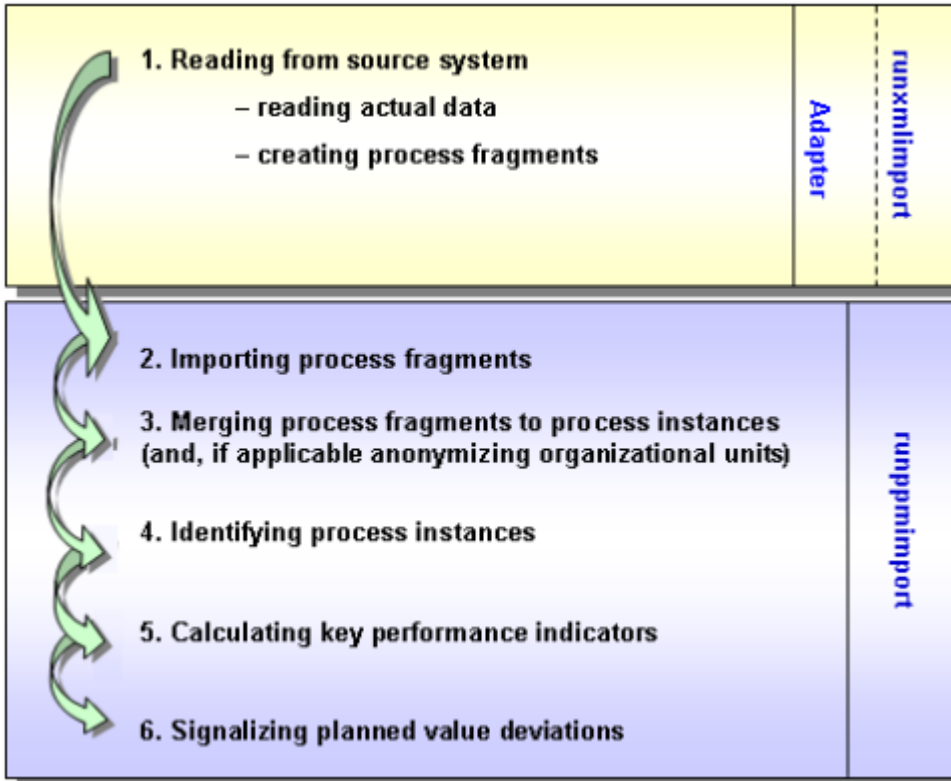 1. Reading from source system
– reading actual data
– creating process fragments
Adapter
runxmlimport
2. Importing process fragments
3. Merging process fragments to process instances
(and, if applicable anonymizing organizational units)
4. Identifying process instances
5. Calculating key performance indicators
6. Signalizing planned value deviations
runppmimport